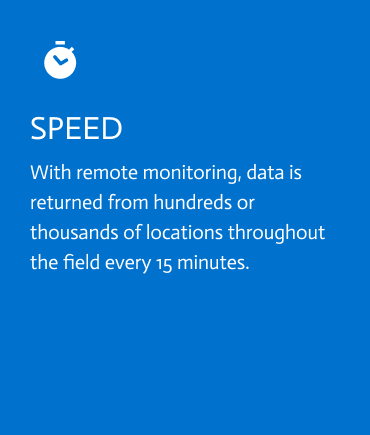 SPEED
With remote monitoring, data is
returned from hundreds or
thousands of locations throughout
the field every 15 minutes.